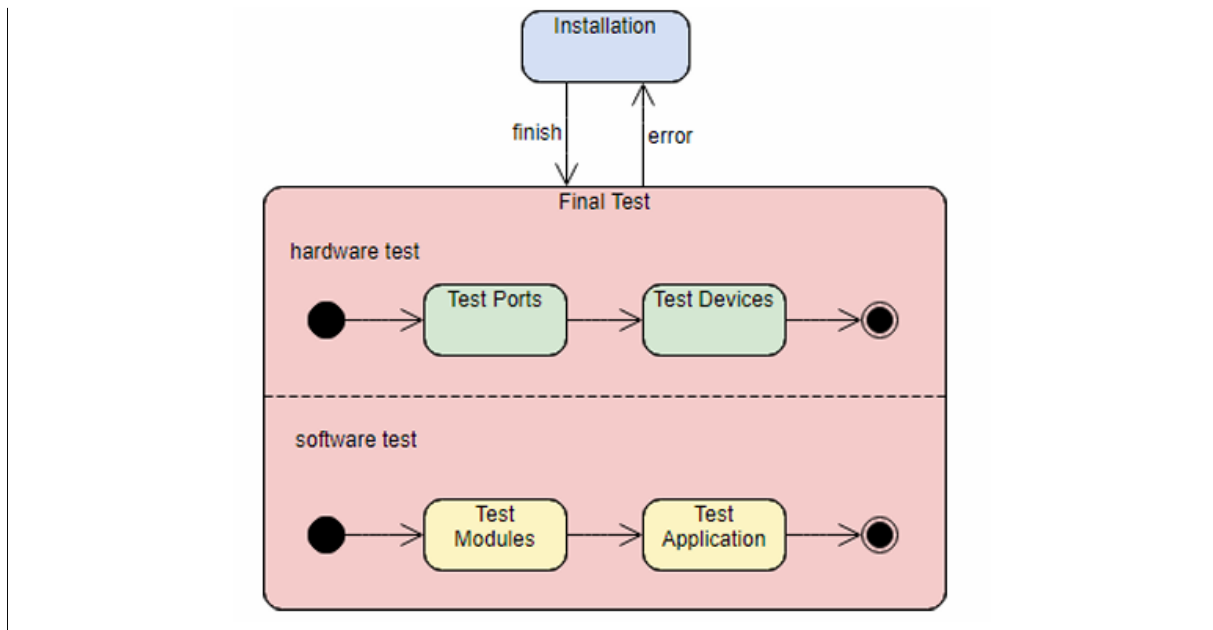 Installation
finish
error
Final Test
hardware test
Test Ports
Test Devices
software test
Test
Modules
Test
Application